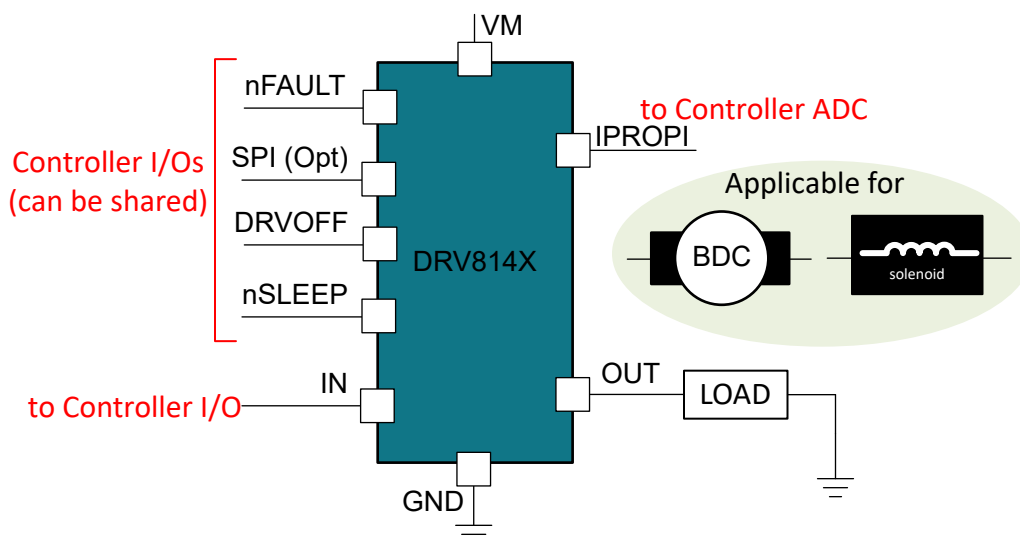 VM
nFAULT
to Controller ADC
IPROPI
Controller I/Os
(can be shared)
SPI (Opt)
Applicable for
DRVOFF
DRV814X
BDC
solenoid
nSLEEP
IN
OUT
LOAD
to Controller I/O
GND